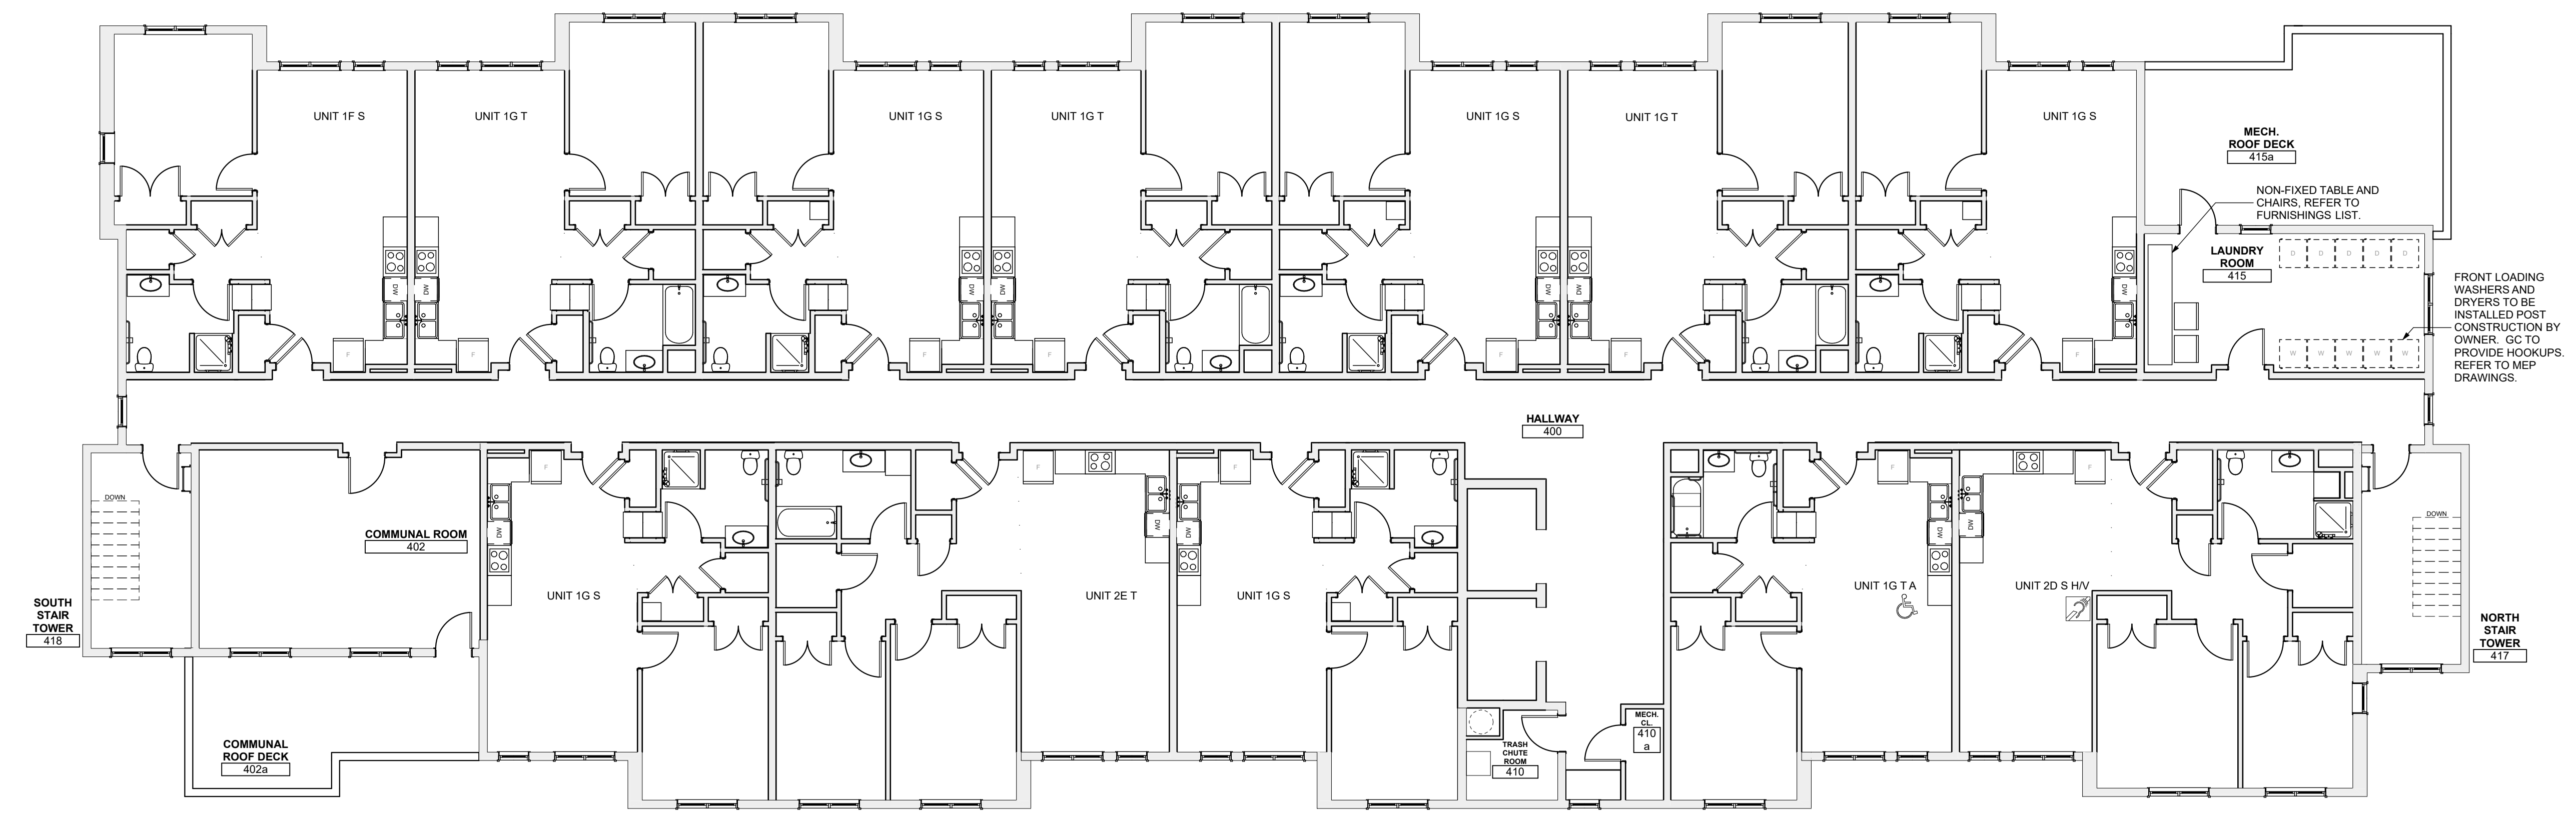 UNIT 1F S
UNIT 1G T
UNIT 1G S
UNIT 1G T
UNIT 1G S
UNIT 1G T
UNIT 1G S
MECH.
ROOF DECK
415a
NON-FIXED TABLE AND
CHAIRS, REFER TO
FURNISHINGS LIST.
LAUNDRY
ROOM
415
D D D D D
FRONT LOADING
WASHERS AND
DRYERS TO BE
INSTALLED POST
CONSTRUCTION BY
OWNER. GC TO
PROVIDE HOOKUPS.
REFER TO MEP
DRAWINGS.
W W W W W
DW
DW
DW
DW
DW
DW
DW
F
F
F
F
F
F
F
HALLWAY
400
F
F
F
F
F
DOWN
DOWN
COMMUNAL ROOM
402
DW
DW
DW
DW
DW
UNIT 1G S
UNIT 2E T
UNIT 1G S
UNIT 1G T A
UNIT 2D S H/V
SOUTH
STAIR
TOWER
418
NORTH
STAIR
TOWER
417
COMMUNAL
ROOF DECK
402a
TRASH
CHUTE
ROOM
410
MECH.
CL.
410
a